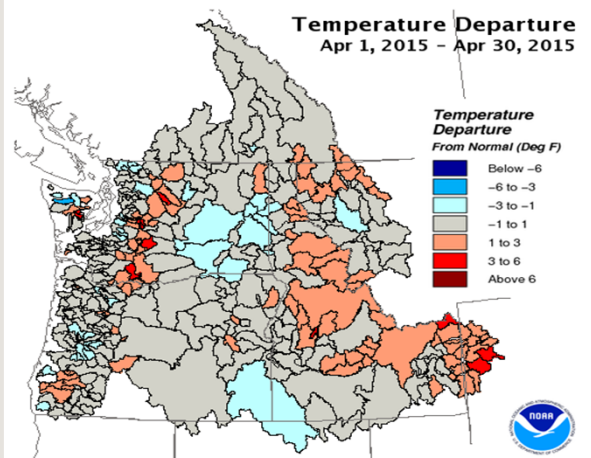 Temperature Departure
Apr 1, 2015 – Apr 30, 2015
Temperature
Departure
From Normal (Deg F)
Below -6
-6 to -3
-3 to -1
-1 to 1
1 to 3
3 to 6
Above 6
NOAA